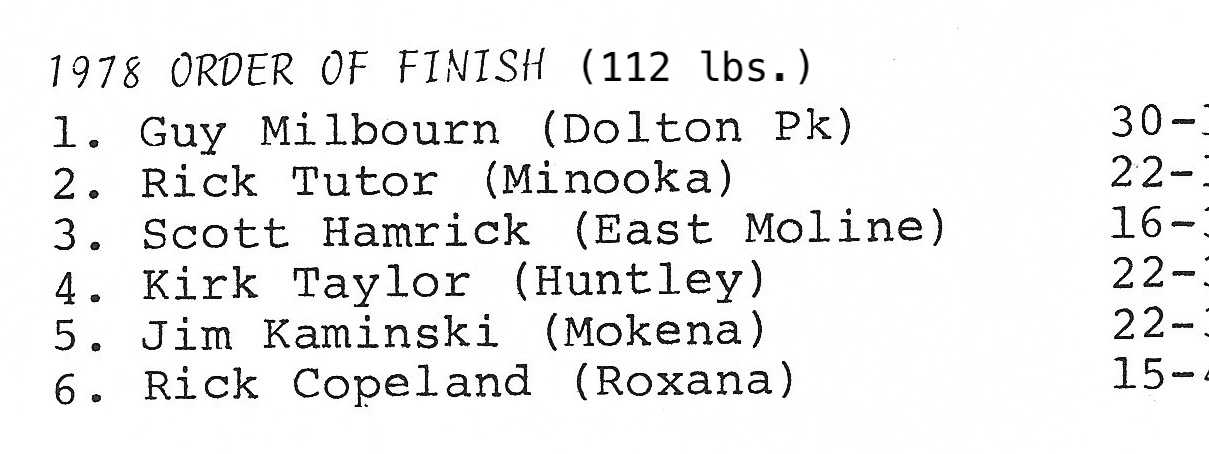 1978 ORDER OF FINISH (112 lbs.)
1. Guy Milbourn (Dolton Pk) 30-
2. Rick Tutor (Minooka) 22-
3. Scott Hamrick (East Moline) 16-
4. Kirk Taylor (Huntley) 22-
5. Jim Kaminski (Mokena) 22-
6. Rick Copeland (Roxana) 15-